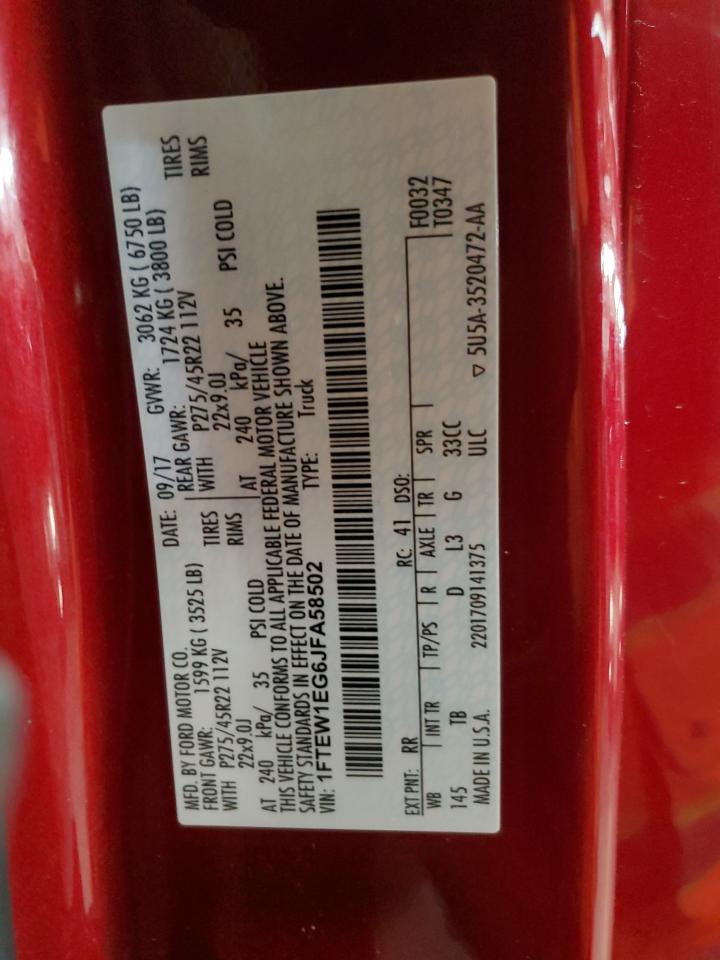 MFD. BY FORD MOTOR CO.
DATE: 09/17 GVWR: 3062 KG ( 6750 LB)
FRONT GAWR: 1599 KG ( 3525 LB) REAR GAWR: 1724 KG ( 3800 LB)
WITH P275/45R22 112V TIRES WITH P275/45R22 112V TIRES
22x9.0J RIMS 22x9.0J RIMS
AT 240 kPa/ 35 PSI COLD AT 240 kPa/ 35 PSI COLD
THIS VEHICLE CONFORMS TO ALL APPLICABLE FEDERAL MOTOR VEHICLE
SAFETY STANDARDS IN EFFECT ON THE DATE OF MANUFACTURE SHOWN ABOVE.
VIN: 1FTEW1EG6JFA58502 TYPE: Truck
EXT PNT: RR RC: 41 DSO: F0032
WB INT TR TP/PS R AXLE TR SPR T0347
145 TB D L3 G 33CC
MADE IN U.S.A. 2201709141375 ULC ▽ 5U5A-3520472-AA